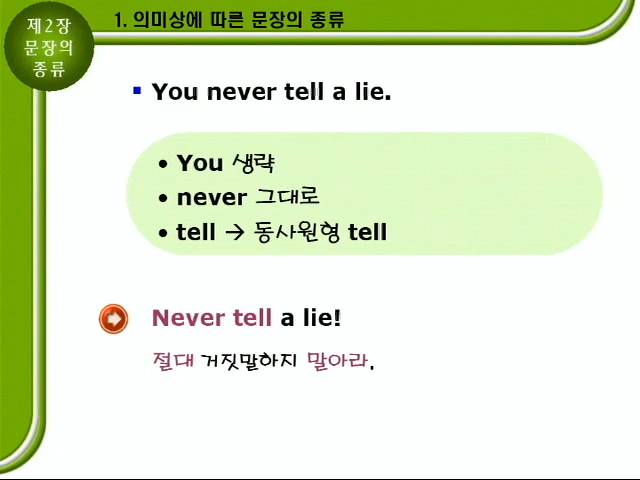 제2장
문장의
종류
1. 의미상에 따른 문장의 종류
▪ You never tell a lie.
• You 생략
• never 그대로
• tell → 동사원형 tell
Never tell a lie!
절대 거짓말하지 말아라.